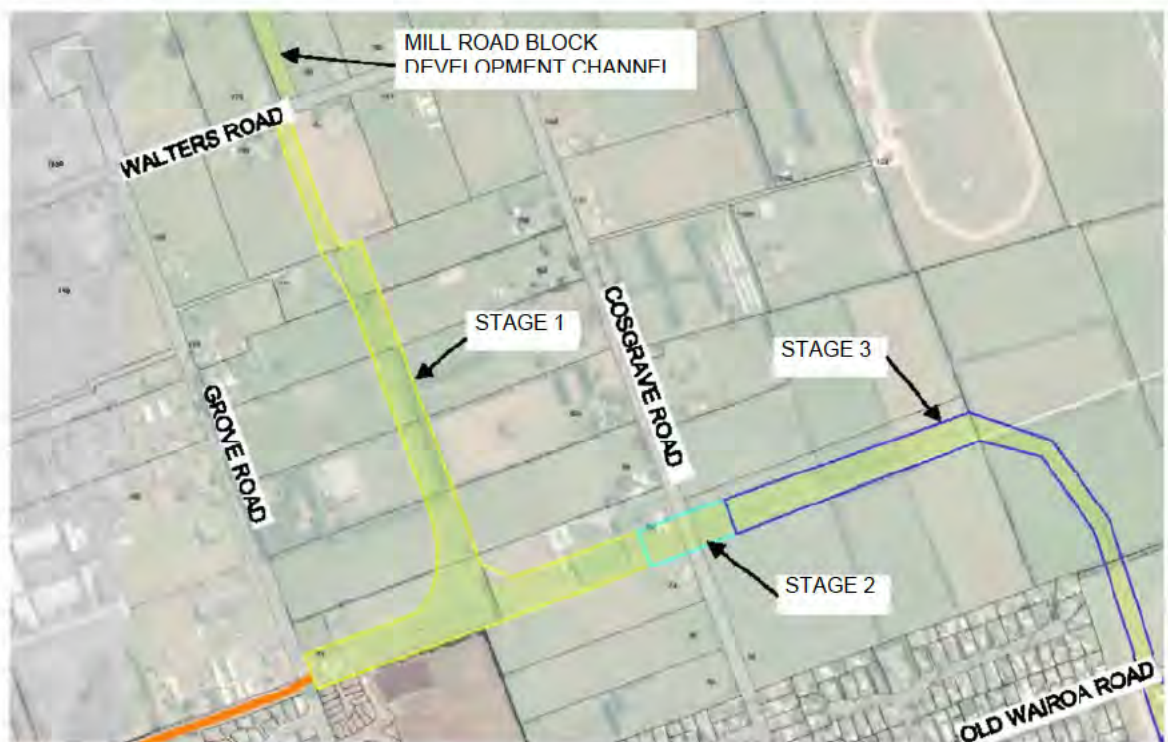 MILL ROAD BLOCK
DEVELOPMENT CHANNEL
WALTERS ROAD
STAGE 1
COSGRAVE ROAD
STAGE 3
GROVE ROAD
STAGE 2
OLD WAIROA ROAD